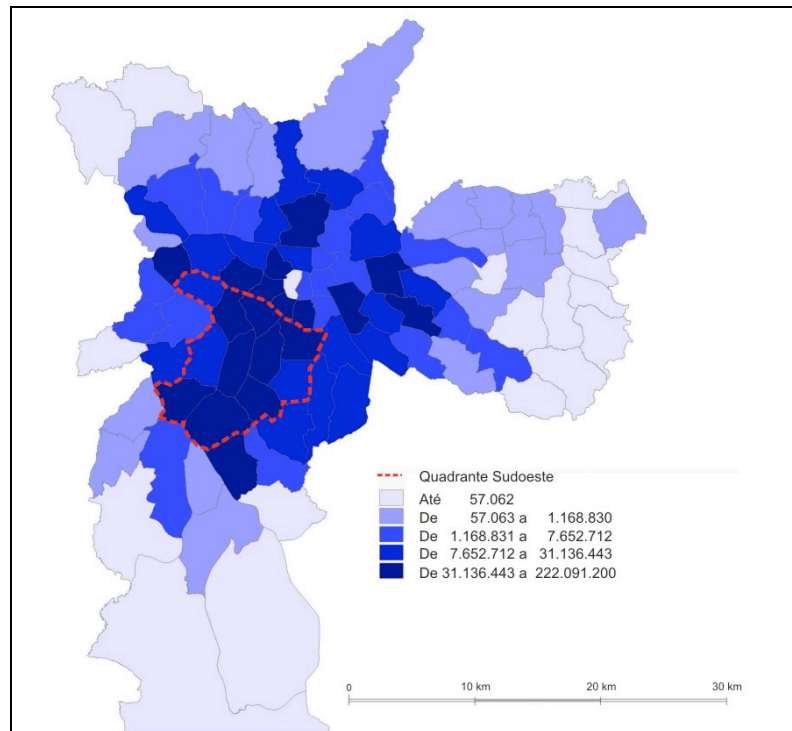 Quadrante Sudoeste
Até 57.062
De 57.063 a 1.168.830
De 1.168.831 a 7.652.712
De 7.652.712 a 31.136.443
De 31.136.443 a 222.091.200
0 10 km 20 km 30 km